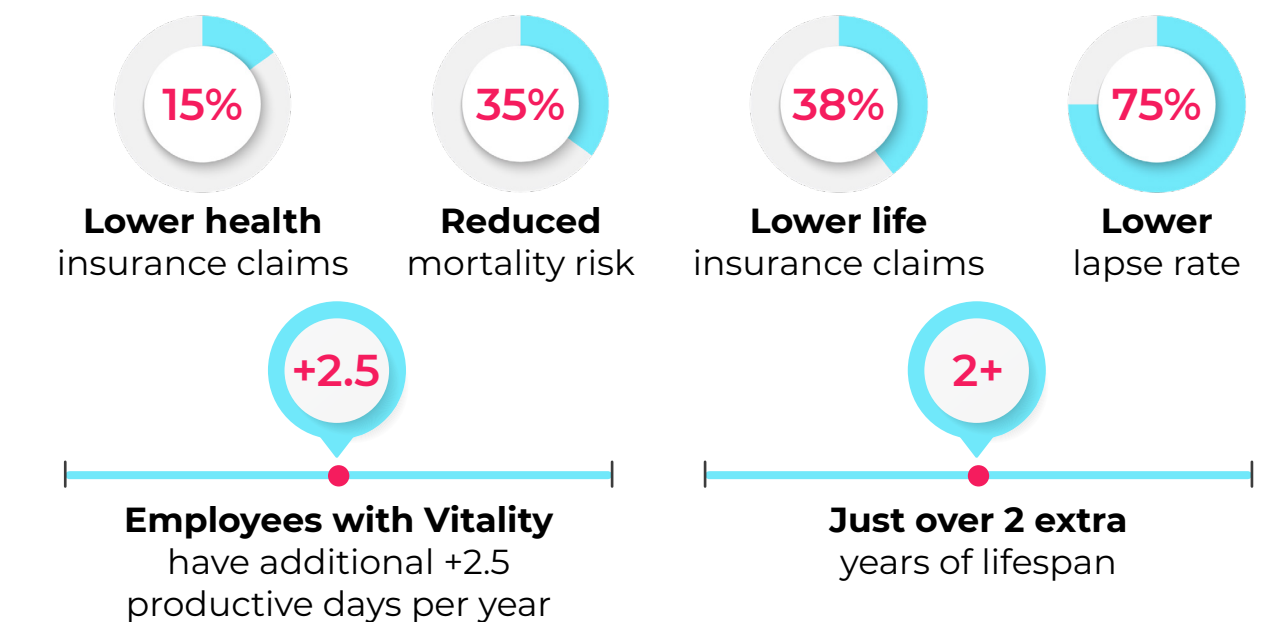 15%
Lower health
insurance claims
35%
Reduced
mortality risk
38%
Lower life
insurance claims
75%
Lower
lapse rate
+2.5
Employees with Vitality
have additional +2.5
productive days per year
2+
Just over 2 extra
years of lifespan